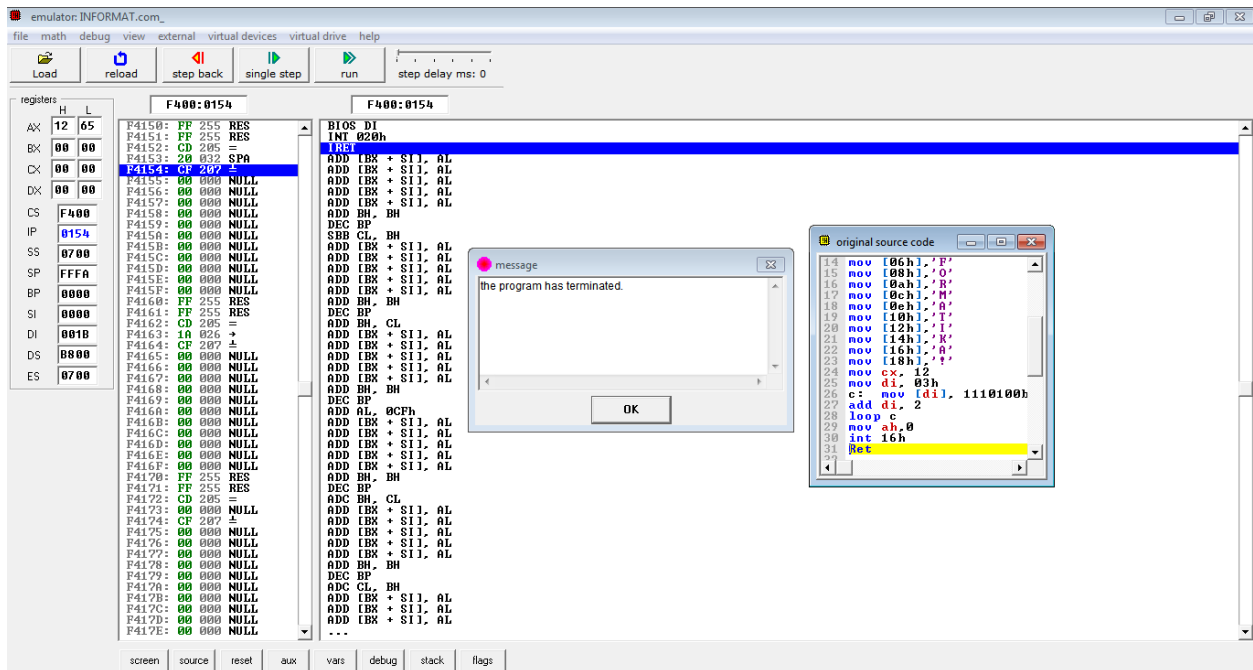 emulator: INFORMAT.com_
file math debug view external virtual devices virtual drive help
Load reload step back single step run step delay ms: 0
registers
H L
F400:0154 F400:0154
AX 12 65
BX 00 00
CX 00 00
DX 00 00
CS F400
IP 0154
SS 0700
SP FFFA
BP 0000
SI 0000
DI 001B
DS B800
ES 0700
F4150: FF 255 RES
F4151: FF 255 RES
F4152: CD 205 =
F4153: 20 032 SPA
F4154: CF 207 ╧
F4155: 00 000 NULL
F4156: 00 000 NULL
F4157: 00 000 NULL
F4158: 00 000 NULL
F4159: 00 000 NULL
F415A: 00 000 NULL
F415B: 00 000 NULL
F415C: 00 000 NULL
F415D: 00 000 NULL
F415E: 00 000 NULL
F415F: 00 000 NULL
F4160: FF 255 RES
F4161: FF 255 RES
F4162: CD 205 =
F4163: 1A 026 →
F4164: CF 207 ╧
F4165: 00 000 NULL
F4166: 00 000 NULL
F4167: 00 000 NULL
F4168: 00 000 NULL
F4169: 00 000 NULL
F416A: 00 000 NULL
F416B: 00 000 NULL
F416C: 00 000 NULL
F416D: 00 000 NULL
F416E: 00 000 NULL
F416F: 00 000 NULL
F4170: FF 255 RES
F4171: FF 255 RES
F4172: CD 205 =
F4173: 00 000 NULL
F4174: CF 207 ╧
F4175: 00 000 NULL
F4176: 00 000 NULL
F4177: 00 000 NULL
F4178: 00 000 NULL
F4179: 00 000 NULL
F417A: 00 000 NULL
F417B: 00 000 NULL
F417C: 00 000 NULL
F417D: 00 000 NULL
F417E: 00 000 NULL
BIOS DI
INT 020h
IRET
ADD [BX + SI], AL
ADD [BX + SI], AL
ADD [BX + SI], AL
ADD [BX + SI], AL
ADD [BX + SI], AL
ADD BH, BH
DEC BP
SBB CL, BH
ADD [BX + SI], AL
ADD [BX + SI], AL
ADD [BX + SI], AL
ADD [BX + SI], AL
ADD [BX + SI], AL
ADD BH, BH
DEC BP
ADD BH, CL
ADD [BX + SI], AL
ADD [BX + SI], AL
ADD [BX + SI], AL
ADD [BX + SI], AL
ADD [BX + SI], AL
ADD BH, BH
DEC BP
ADD AL, 0CFh
ADD [BX + SI], AL
ADD [BX + SI], AL
ADD [BX + SI], AL
ADD [BX + SI], AL
ADD [BX + SI], AL
ADD BH, BH
DEC BP
ADC BH, CL
ADD [BX + SI], AL
ADD [BX + SI], AL
ADD [BX + SI], AL
ADD [BX + SI], AL
ADD [BX + SI], AL
ADD BH, BH
DEC BP
ADC CL, BH
ADD [BX + SI], AL
ADD [BX + SI], AL
ADD [BX + SI], AL
...
message
the program has terminated.
OK
original source code
14 mov [06h],'F'
15 mov [08h],'O'
16 mov [0ah],'R'
17 mov [0ch],'M'
18 mov [0eh],'A'
19 mov [10h],'T'
20 mov [12h],'I'
21 mov [14h],'K'
22 mov [16h],'A'
23 mov [18h],'!'
24 mov cx, 12
25 mov di, 03h
26 c: mov [di], 1110100b
27 add di, 2
28 loop c
29 mov ah,0
30 int 16h
31 Ret
screen source reset aux vars debug stack flags